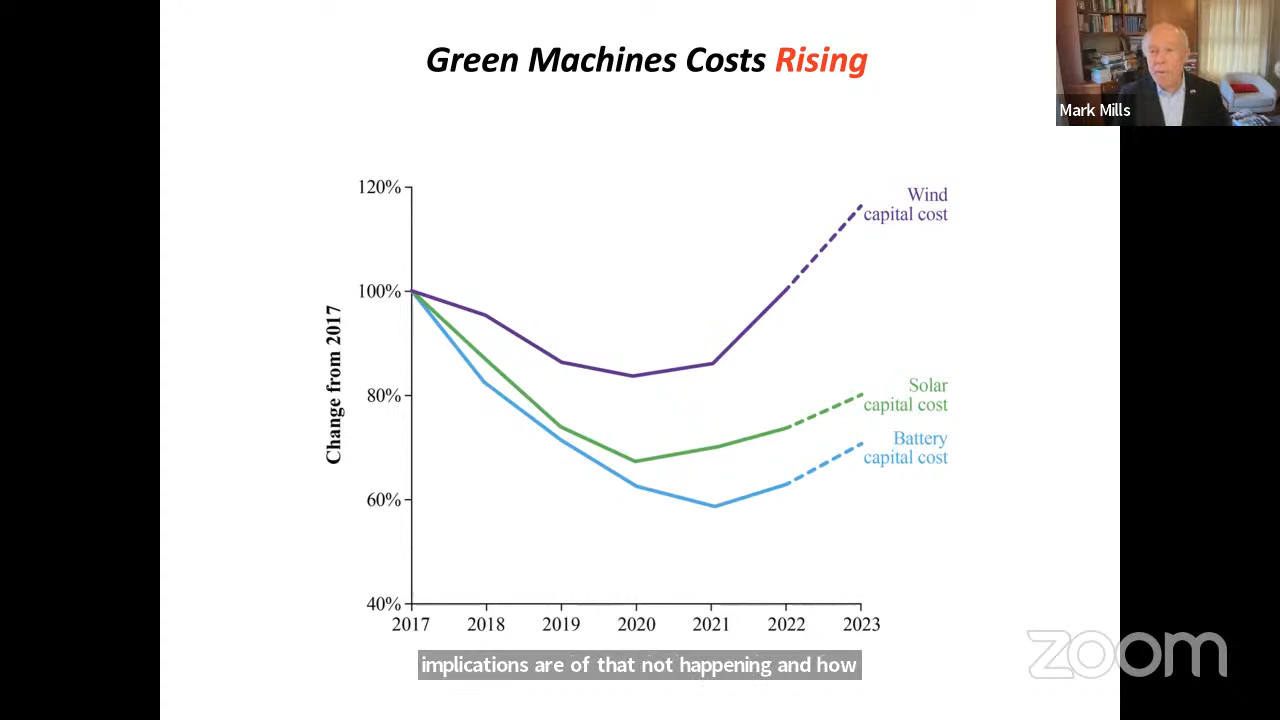 Green Machines Costs Rising
Mark Mills
120%
100%
80%
60%
40%
Change from 2017
Wind
capital cost
Solar
capital cost
Battery
capital cost
2017 2018 2019 2020 2021 2022 2023
implications are of that not happening and how
zoom